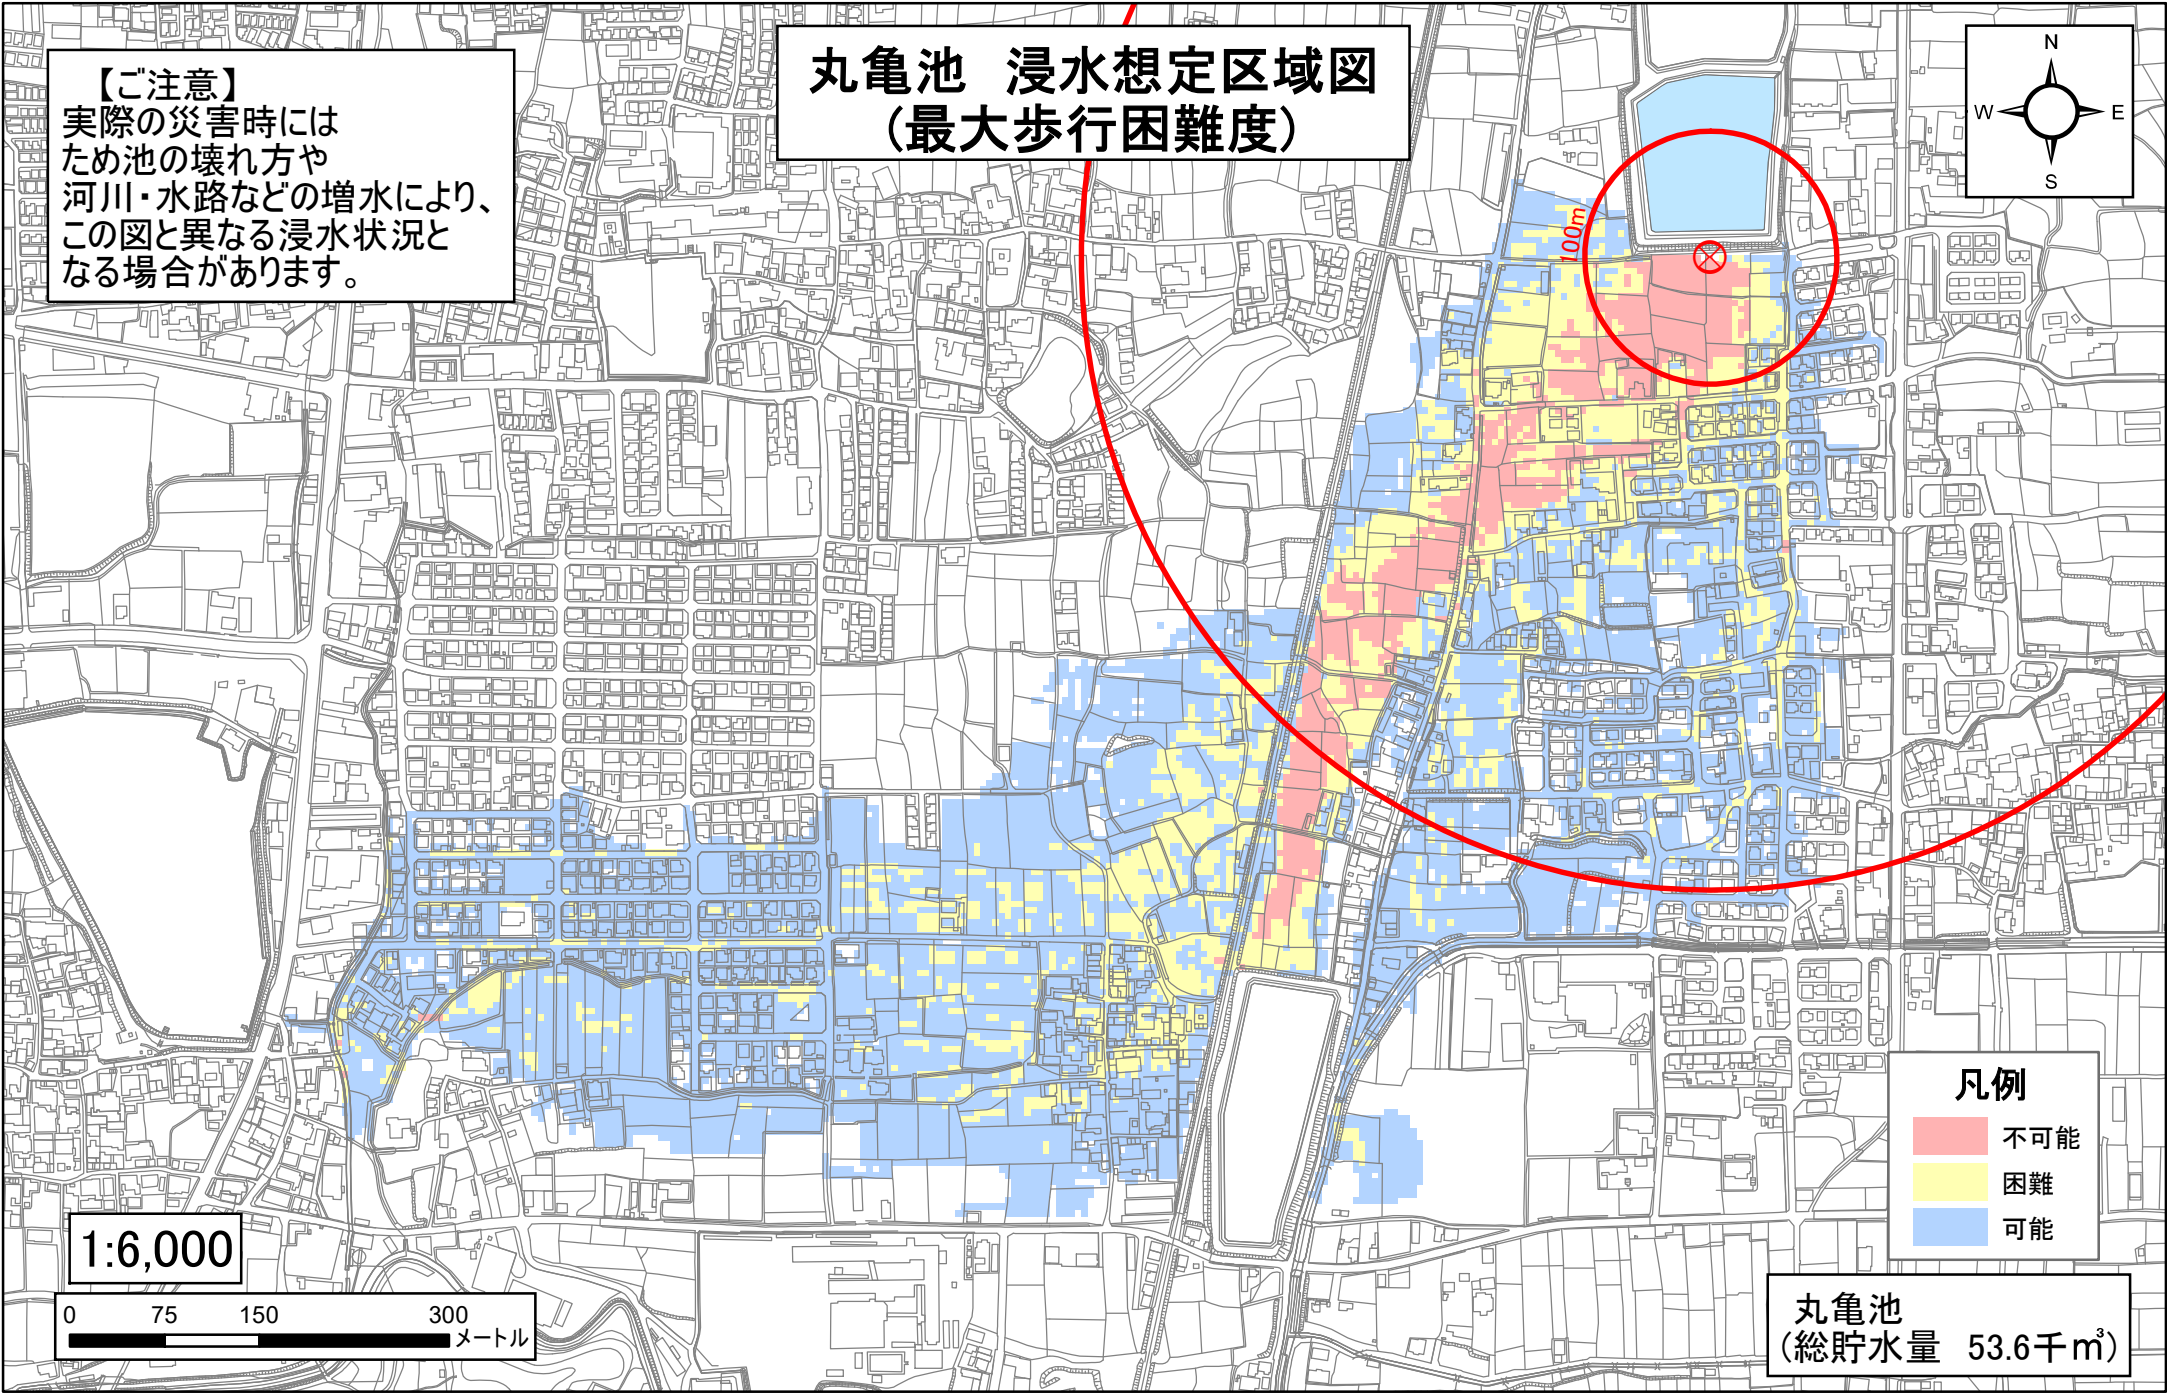 【ご注意】
実際の災害時には
ため池の壊れ方や
河川・水路などの増水により、
この図と異なる浸水状況と
なる場合があります。
丸亀池　浸水想定区域図
(最大歩行困難度)
N
W E
S
100m
凡例
不可能
困難
可能
1:6,000
0 75 150 300
メートル
丸亀池
(総貯水量　53.6千㎥)